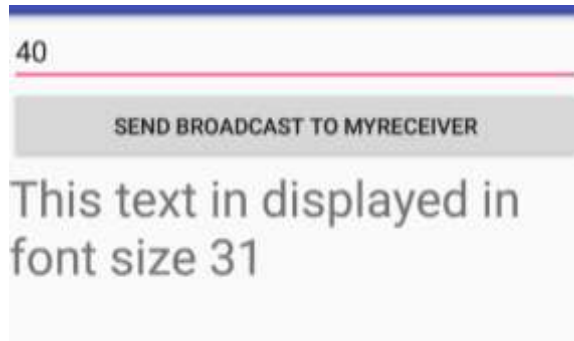 40
SEND BROADCAST TO MYRECEIVER
This text in displayed in
font size 31